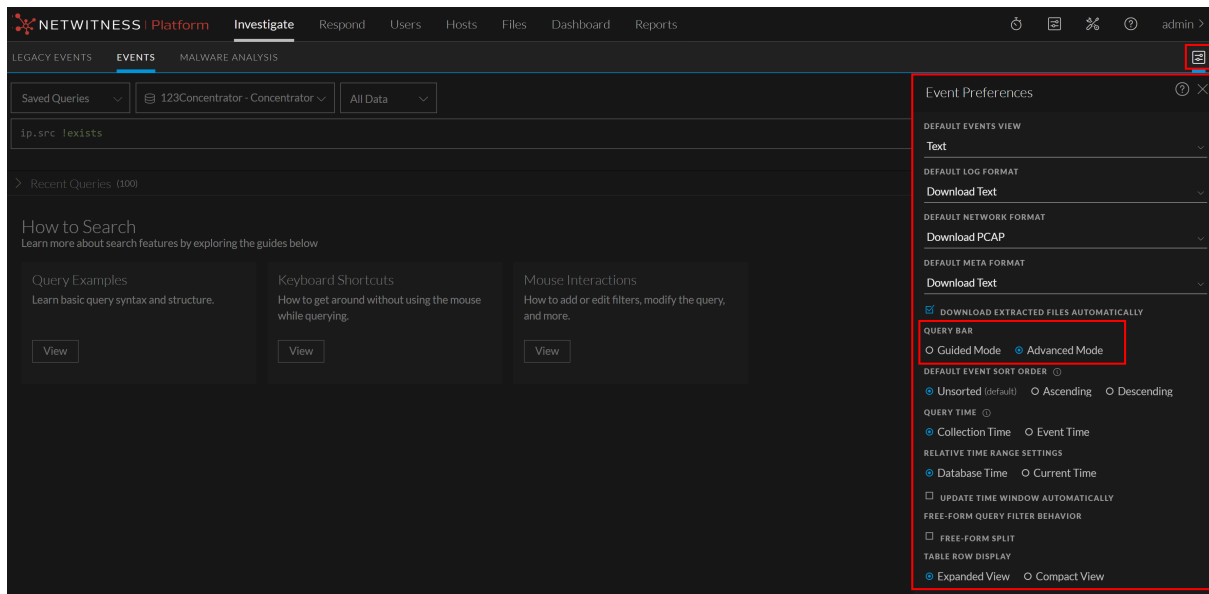 NETWITNESS Platform Investigate Respond Users Hosts Files Dashboard Reports admin >
LEGACY EVENTS EVENTS MALWARE ANALYSIS
Saved Queries 123Concentrator - Concentrator All Data
ip.src !exists
Recent Queries (100)
How to Search
Learn more about search features by exploring the guides below
Query Examples
Learn basic query syntax and structure.
View
Keyboard Shortcuts
How to get around without using the mouse
while querying.
View
Mouse Interactions
How to add or edit filters, modify the query,
and more.
View
Event Preferences
DEFAULT EVENTS VIEW
Text
DEFAULT LOG FORMAT
Download Text
DEFAULT NETWORK FORMAT
Download PCAP
DEFAULT META FORMAT
Download Text
DOWNLOAD EXTRACTED FILES AUTOMATICALLY
QUERY BAR
Guided Mode Advanced Mode
DEFAULT EVENT SORT ORDER
Unsorted (default) Ascending Descending
QUERY TIME
Collection Time Event Time
RELATIVE TIME RANGE SETTINGS
Database Time Current Time
UPDATE TIME WINDOW AUTOMATICALLY
FREE-FORM QUERY FILTER BEHAVIOR
FREE-FORM SPLIT
TABLE ROW DISPLAY
Expanded View Compact View